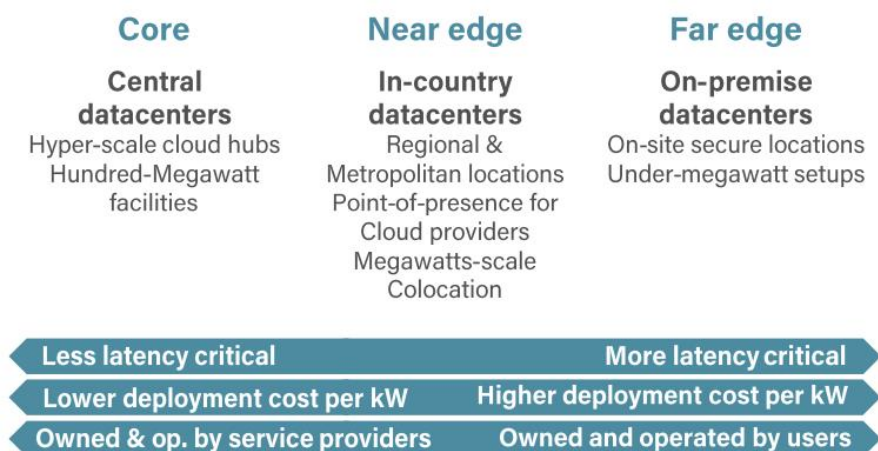 Core
Central
datacenters
Hyper-scale cloud hubs
Hundred-Megawatt
facilities
Near edge
In-country
datacenters
Regional &
Metropolitan locations
Point-of-presence for
Cloud providers
Megawatts-scale
Colocation
Far edge
On-premise
datacenters
On-site secure locations
Under-megawatt setups
Less latency critical
More latency critical
Lower deployment cost per kW
Higher deployment cost per kW
Owned & op. by service providers
Owned and operated by users